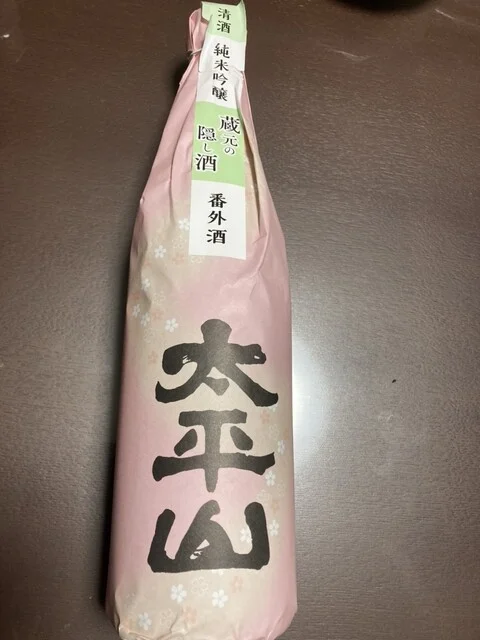 清酒
純米吟醸
蔵元の
隠し酒
番外酒
太平山